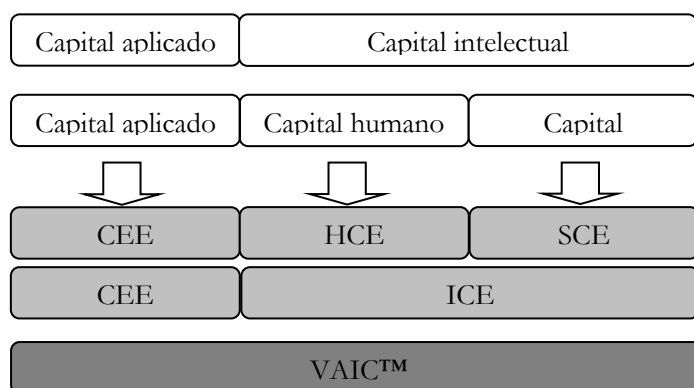 Capital aplicado Capital intelectual
Capital aplicado Capital humano Capital
CEE HCE SCE
CEE ICE
VAIC™